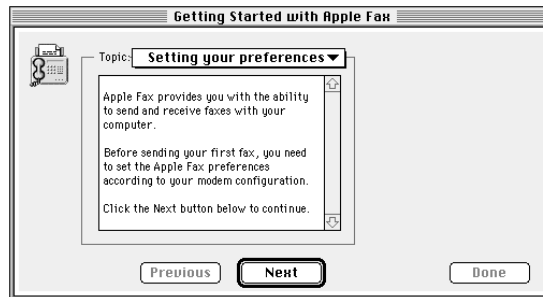 Getting Started with Apple Fax
Topic: Setting your preferences
Apple Fax provides you with the ability
to send and receive faxes with your
computer.
Before sending your first fax, you need
to set the Apple Fax preferences
according to your modem configuration.
Click the Next button below to continue.
Previous Next Done